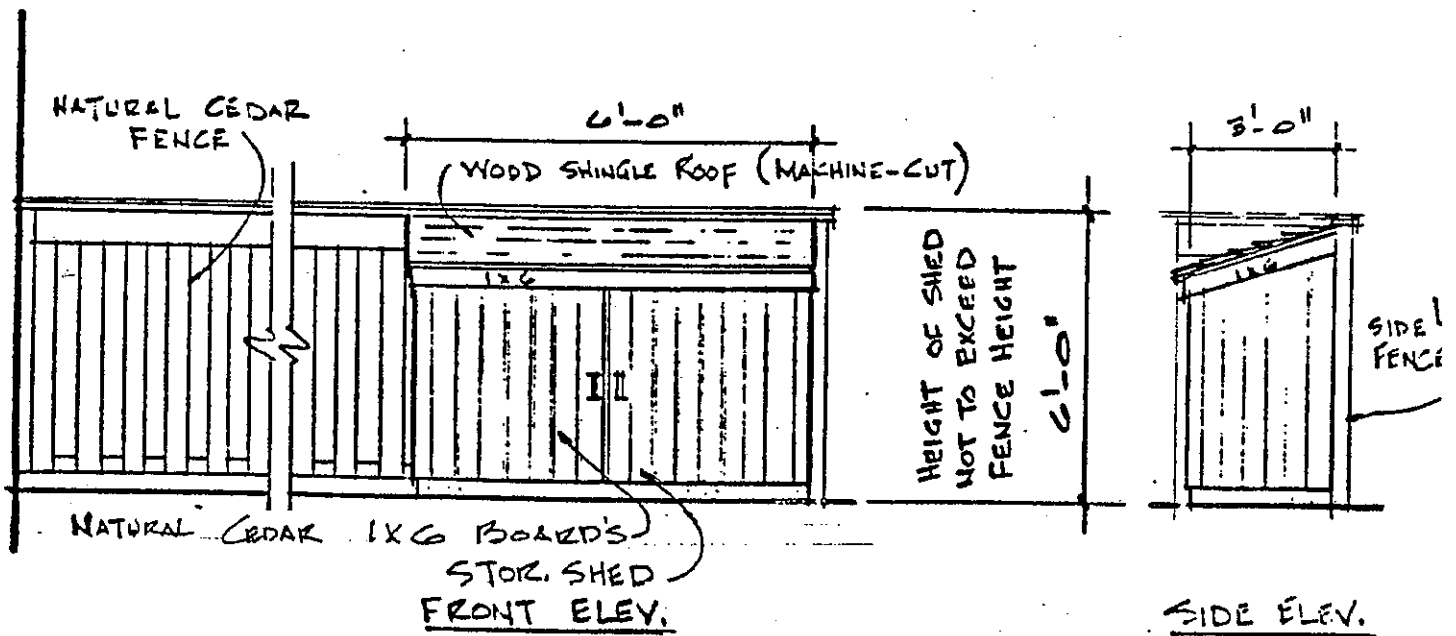 NATURAL CEDAR
FENCE
6'-0"
WOOD SHINGLE ROOF (MACHINE-CUT)
1x6
NATURAL CEDAR 1X6 BOARD'S
STOR. SHED
FRONT ELEV.
HEIGHT OF SHED
NOT TO EXCEED
FENCE HEIGHT
6'-0"
3'-0"
1x6
SIDE
FENCE
SIDE ELEV.